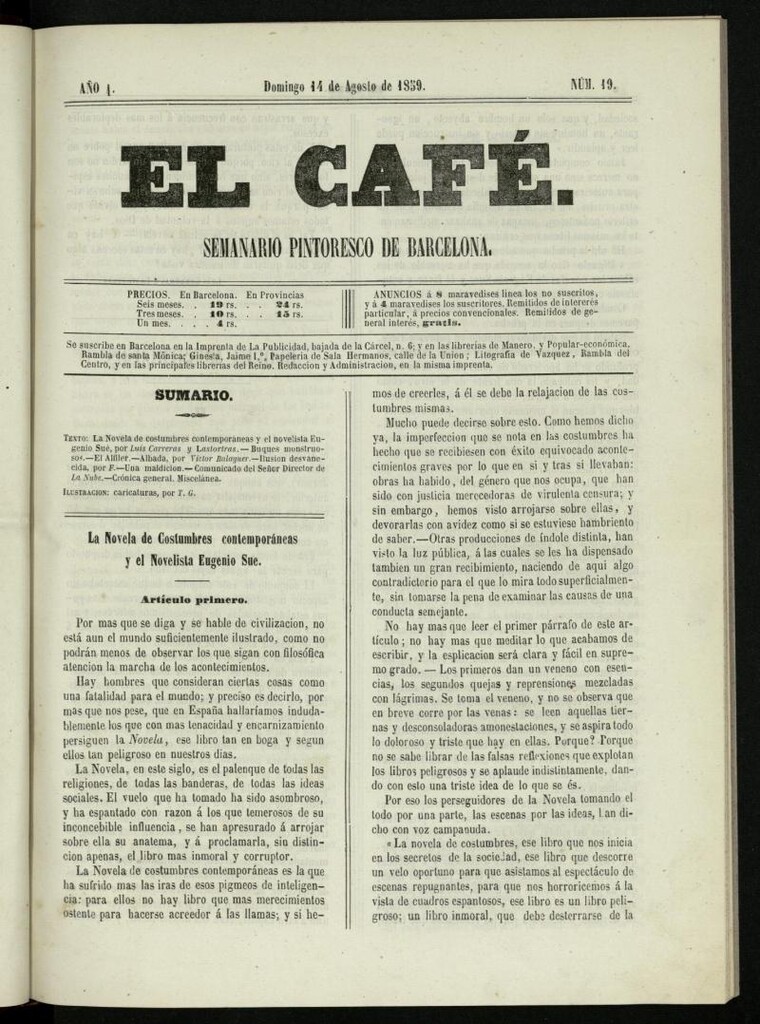 AÑO I.
Domingo 14 de Agosto de 1859.
NÚM. 19.
EL CAFÉ.
SEMANARIO PINTORESCO DE BARCELONA.
PRECIOS. En Barcelona. En Provincias
Seis meses. . 19 rs. . . 24 rs.
Tres meses. . 10 rs. . . 15 rs.
Un mes. . . . 4 rs.
ANUNCIOS á 8 maravedises linea los no suscritos,
y á 4 maravedises los suscritores. Remitidos de intererés
particular, á precios convencionales. Remitidos de ge-
neral interés, gratis.
Se suscribe en Barcelona en la Imprenta de La Publicidad, bajada de la Cárcel, n. 6; y en las librerias de Manero, y Popular-económica,
Rambla de santa Mónica; Ginesta, Jaime I.º, Papeleria de Sala Hermanos, calle de la Union; Litografia de Vazquez, Rambla del
Centro, y en las principales librerias del Reino. Redaccion y Administracion, en la misma imprenta.
SUMARIO.
TEXTO: La Novela de costumbres contemporáneas y el novelista Eu-
genio Sué, por Luis Carreras y Lastortras.—Buques monstruo-
sos.—El Alfiler.—Albada, por Victor Balaguer.—Ilusion desvane-
cida, por F.—Una maldicion.—Comunicado del Señor Director de
La Nube.—Crónica general. Miscelánea.
ILUSTRACION: caricaturas, por T. G.
La Novela de Costumbres contemporáneas
y el Novelista Eugenio Sue.
Artículo primero.
Por mas que se diga y se hable de civilizacion, no
está aun el mundo suficientemente ilustrado, como no
podrán menos de observar los que sigan con filosófica
atencion la marcha de los acontecimientos.
Hay hombres que consideran ciertas cosas como
una fatalidad para el mundo; y preciso es decirlo, por
mas que nos pese, que en España hallaríamos induda-
blemente los que con mas tenacidad y encarnizamiento
persiguen la Novela, ese libro tan en boga y segun
ellos tan peligroso en nuestros dias.
La Novela, en este siglo, es el palenque de todas las
religiones, de todas las banderas, de todas las ideas
sociales. El vuelo que ha tomado ha sido asombroso,
y ha espantado con razón á los que temerosos de su
inconcebible influencia, se han apresurado á arrojar
sobre ella su anatema, y á proclamarla, sin distin-
cion apenas, el libro mas inmoral y corruptor.
La Novela de costumbres contemporáneas es la que
ha sufrido mas las iras de esos pigmeos de inteligen-
cia: para ellos no hay libro que mas merecimientos
ostente para hacerse acreedor á las llamas; y si he-
mos de creerles, á él se debe la relajacion de las cos-
tumbres mismas.
Mucho puede decirse sobre esto. Como hemos dicho
ya, la imperfeccion que se nota en las costumbres ha
hecho que se recibiesen con éxito equivocado aconte-
cimientos graves por lo que en si y tras si llevaban:
obras ha habido, del género que nos ocupa, que han
sido con justicia merecedoras de virulenta censura; y
sin embargo, hemos visto arrojarse sobre ellas, y
devorarlas con avidez como si se estuviese hambriento
de saber.—Otras producciones de índole distinta, han
visto la luz pública, á las cuales se les ha dispensado
tambien un gran recibimiento, naciendo de aqui algo
contradictorio para el que lo mira todo superficialmen-
te, sin tomarse la pena de examinar las causas de una
conducta semejante.
No hay mas que leer el primer párrafo de este ar-
tículo; no hay mas que meditar lo que acabamos de
escribir, y la esplicacion será clara y fácil en supre-
mo grado. — Los primeros dan un veneno con esen-
cias, los segundos quejas y reprensiones mezcladas
con lágrimas. Se toma el veneno, y no se observa que
en breve corre por las venas: se leen aquellas tier-
nas y desconsoladoras amonestaciones, y se aspira todo
lo doloroso y triste que hay en ellas. Porque? Porque
no se sabe librar de las falsas reflexiones que explotan
los libros peligrosos y se aplaude indistintamente, dan-
do con esto una triste idea de lo que se és.
Por eso los perseguidores de la Novela tomando el
todo por una parte, las escenas por las ideas, han
dicho con voz campanuda.
«La novela de costumbres, ese libro que nos inicia
en los secretos de la sociedad, ese libro que descorre
un velo oportuno para que asistamos al espectáculo de
escenas repugnantes, para que nos horroricemos á la
vista de cuadros espantosos, ese libro es un libro peli-
groso; un libro inmoral, que debe desterrarse de la